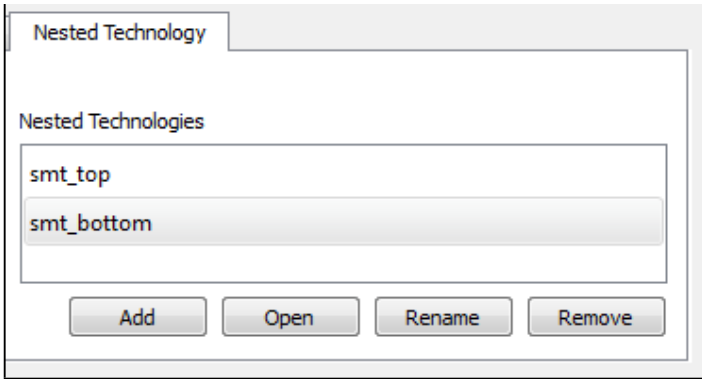 Nested Technology
Nested Technologies
smt_top
smt_bottom
Add Open Rename Remove